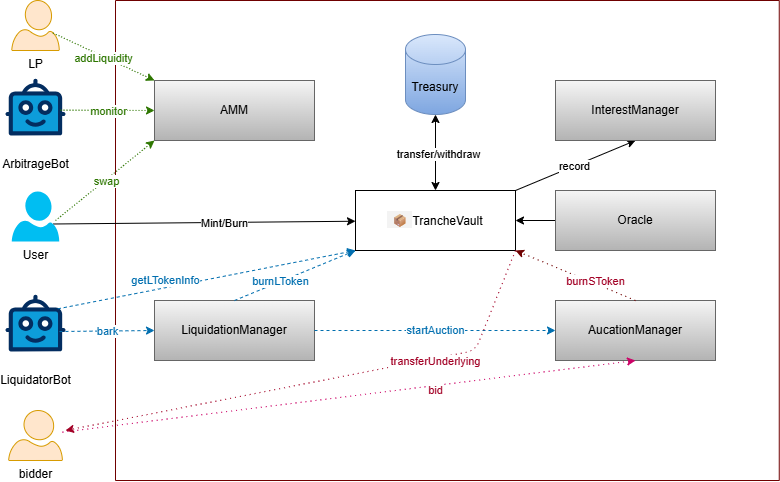 LP
addLiquidity
Treasury
ArbitrageBot
monitor
AMM
InterestManager
transfer/withdraw
record
swap
User
Mint/Burn
TrancheVault
Oracle
getLTokenInfo
burnLToken
burnSToken
LiquidatorBot
bark
LiquidationManager
startAuction
AucationManager
transferUnderlying
bid
bidder